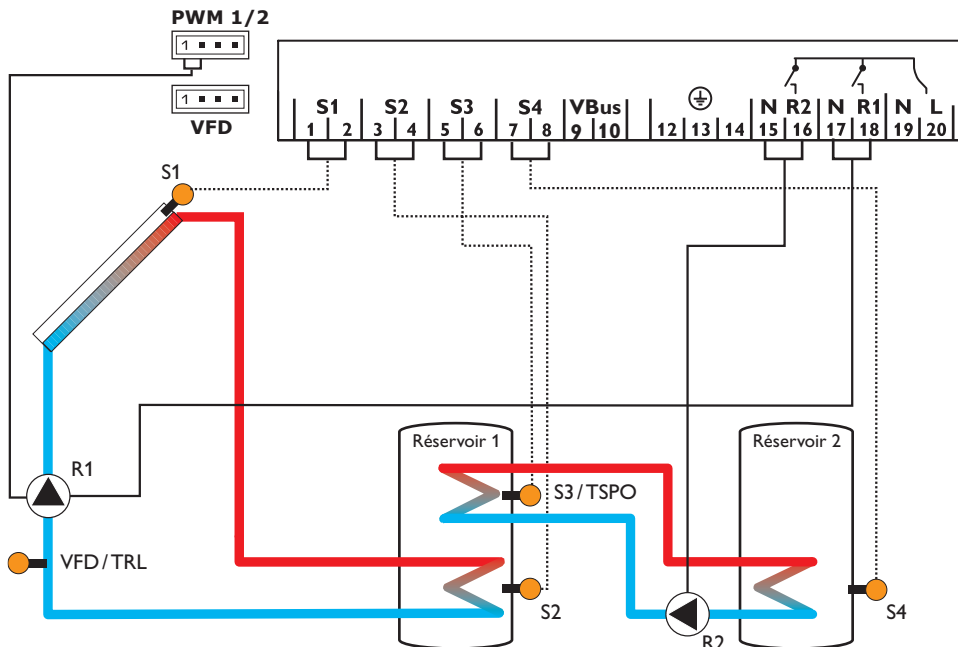 PWM 1/2
1
1
VFD
S1 S2 S3 S4 VBus N R2 N R1 N L
1 2 3 4 5 6 7 8 9 10 12 13 14 15 16 17 18 19 20
S1
Réservoir 1
Réservoir 2
R1
S3 / TSPO
VFD / TRL
S2
S4
R2